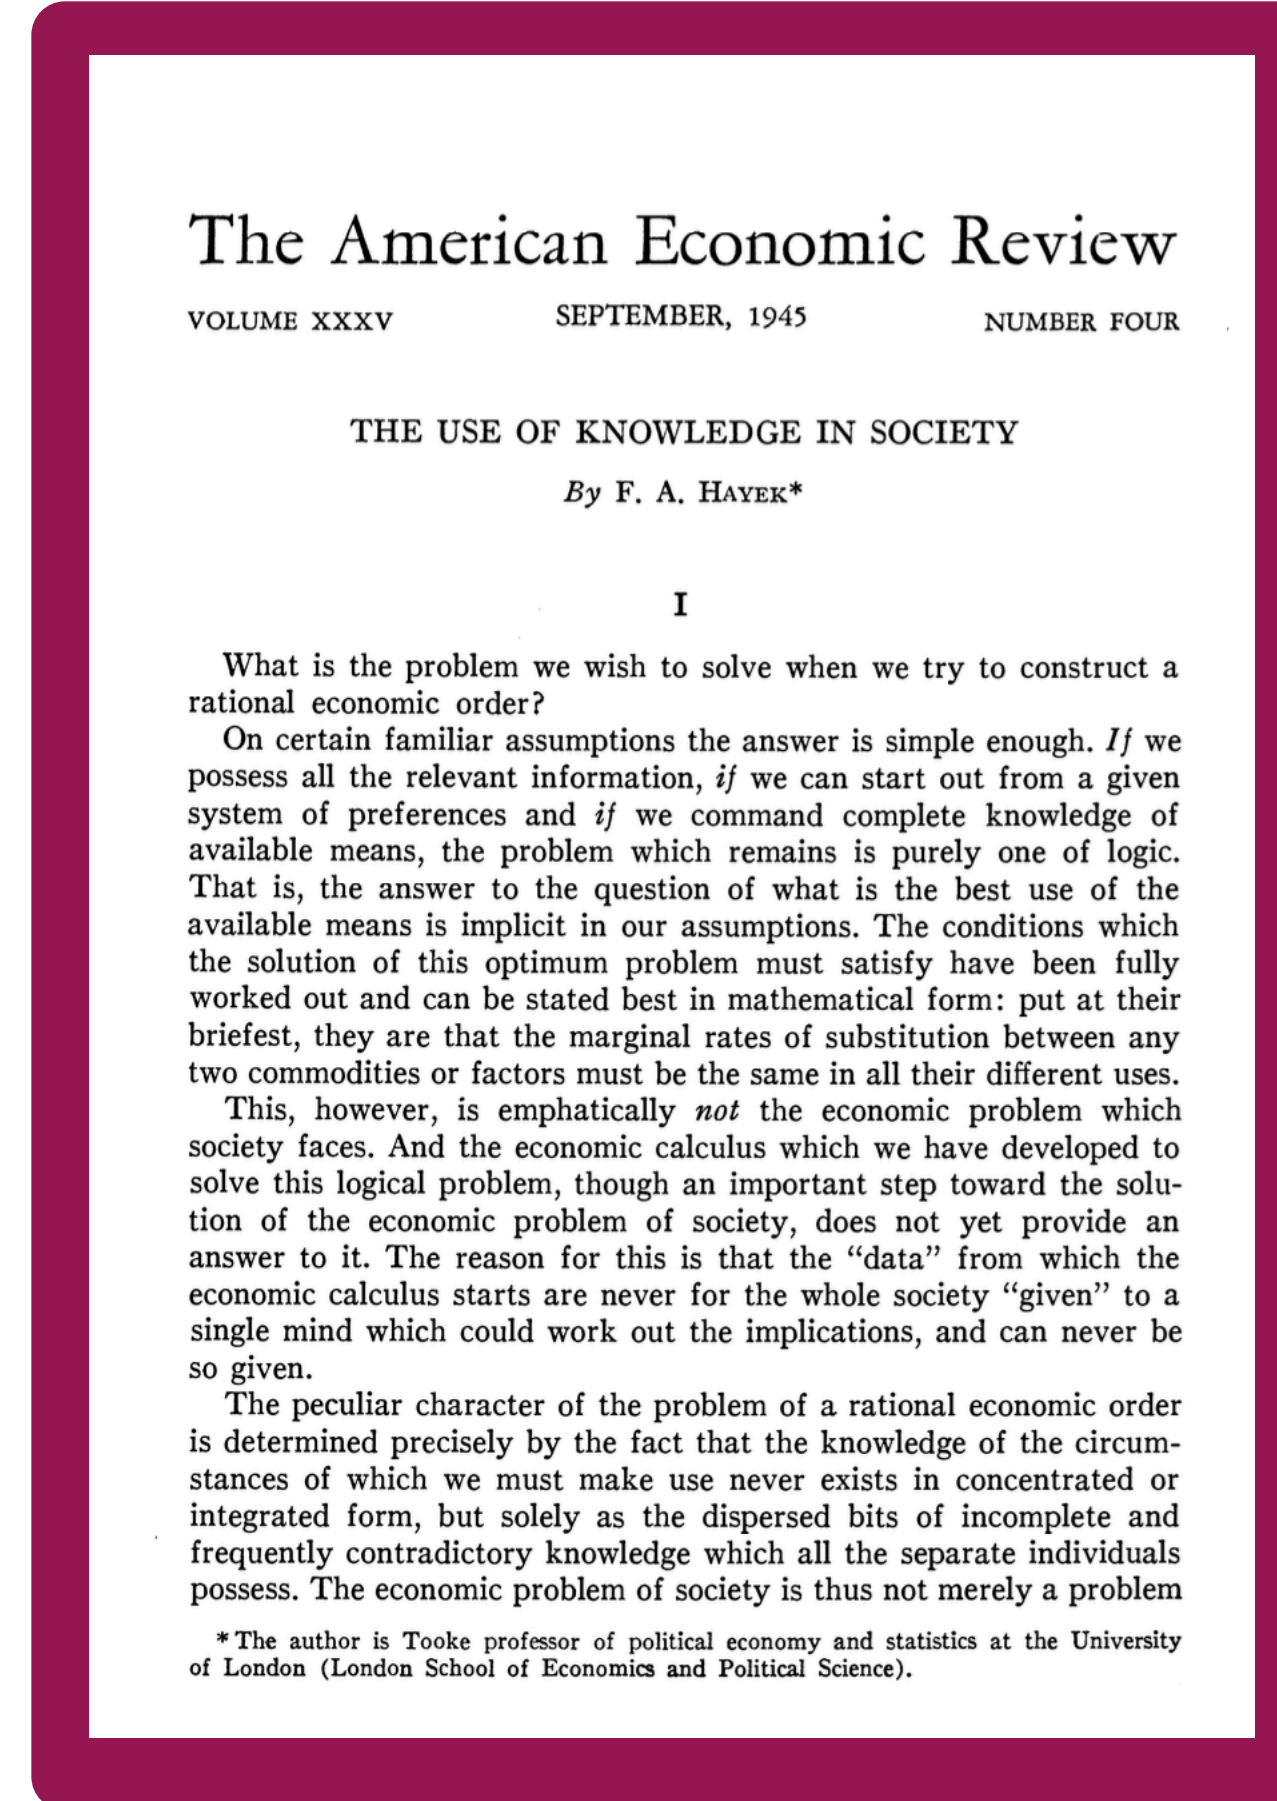 The American Economic Review
VOLUME XXXV SEPTEMBER, 1945 NUMBER FOUR
THE USE OF KNOWLEDGE IN SOCIETY
By F. A. HAYEK*
I
What is the problem we wish to solve when we try to construct a
rational economic order?
On certain familiar assumptions the answer is simple enough. If we
possess all the relevant information, if we can start out from a given
system of preferences and if we command complete knowledge of
available means, the problem which remains is purely one of logic.
That is, the answer to the question of what is the best use of the
available means is implicit in our assumptions. The conditions which
the solution of this optimum problem must satisfy have been fully
worked out and can be stated best in mathematical form: put at their
briefest, they are that the marginal rates of substitution between any
two commodities or factors must be the same in all their different uses.
This, however, is emphatically not the economic problem which
society faces. And the economic calculus which we have developed to
solve this logical problem, though an important step toward the solu-
tion of the economic problem of society, does not yet provide an
answer to it. The reason for this is that the “data” from which the
economic calculus starts are never for the whole society “given” to a
single mind which could work out the implications, and can never be
so given.
The peculiar character of the problem of a rational economic order
is determined precisely by the fact that the knowledge of the circum-
stances of which we must make use never exists in concentrated or
integrated form, but solely as the dispersed bits of incomplete and
frequently contradictory knowledge which all the separate individuals
possess. The economic problem of society is thus not merely a problem
* The author is Tooke professor of political economy and statistics at the University
of London (London School of Economics and Political Science).